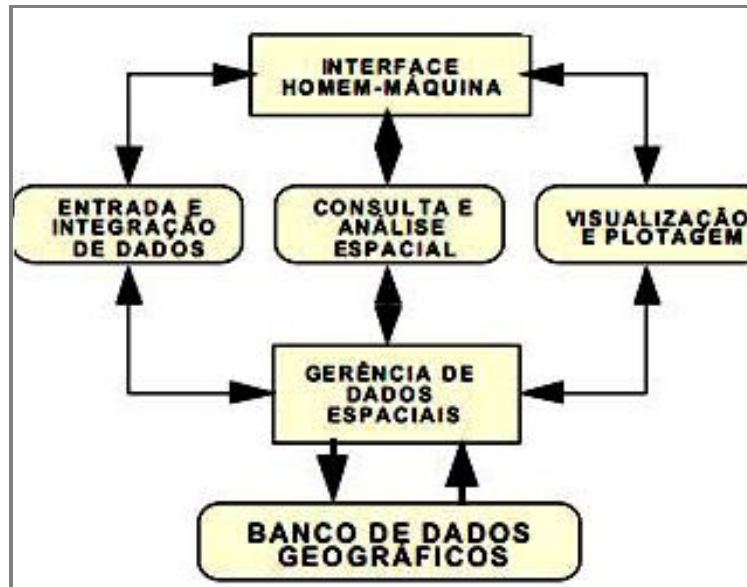 INTERFACE
HOMEM-MÁQUINA
ENTRADA E
INTEGRAÇÃO
DE DADOS
CONSULTA E
ANÁLISE
ESPACIAL
VISUALIZAÇÃO
E PLOTAGEM
GERÊNCIA DE
DADOS
ESPACIAIS
BANCO DE DADOS
GEOGRÁFICOS